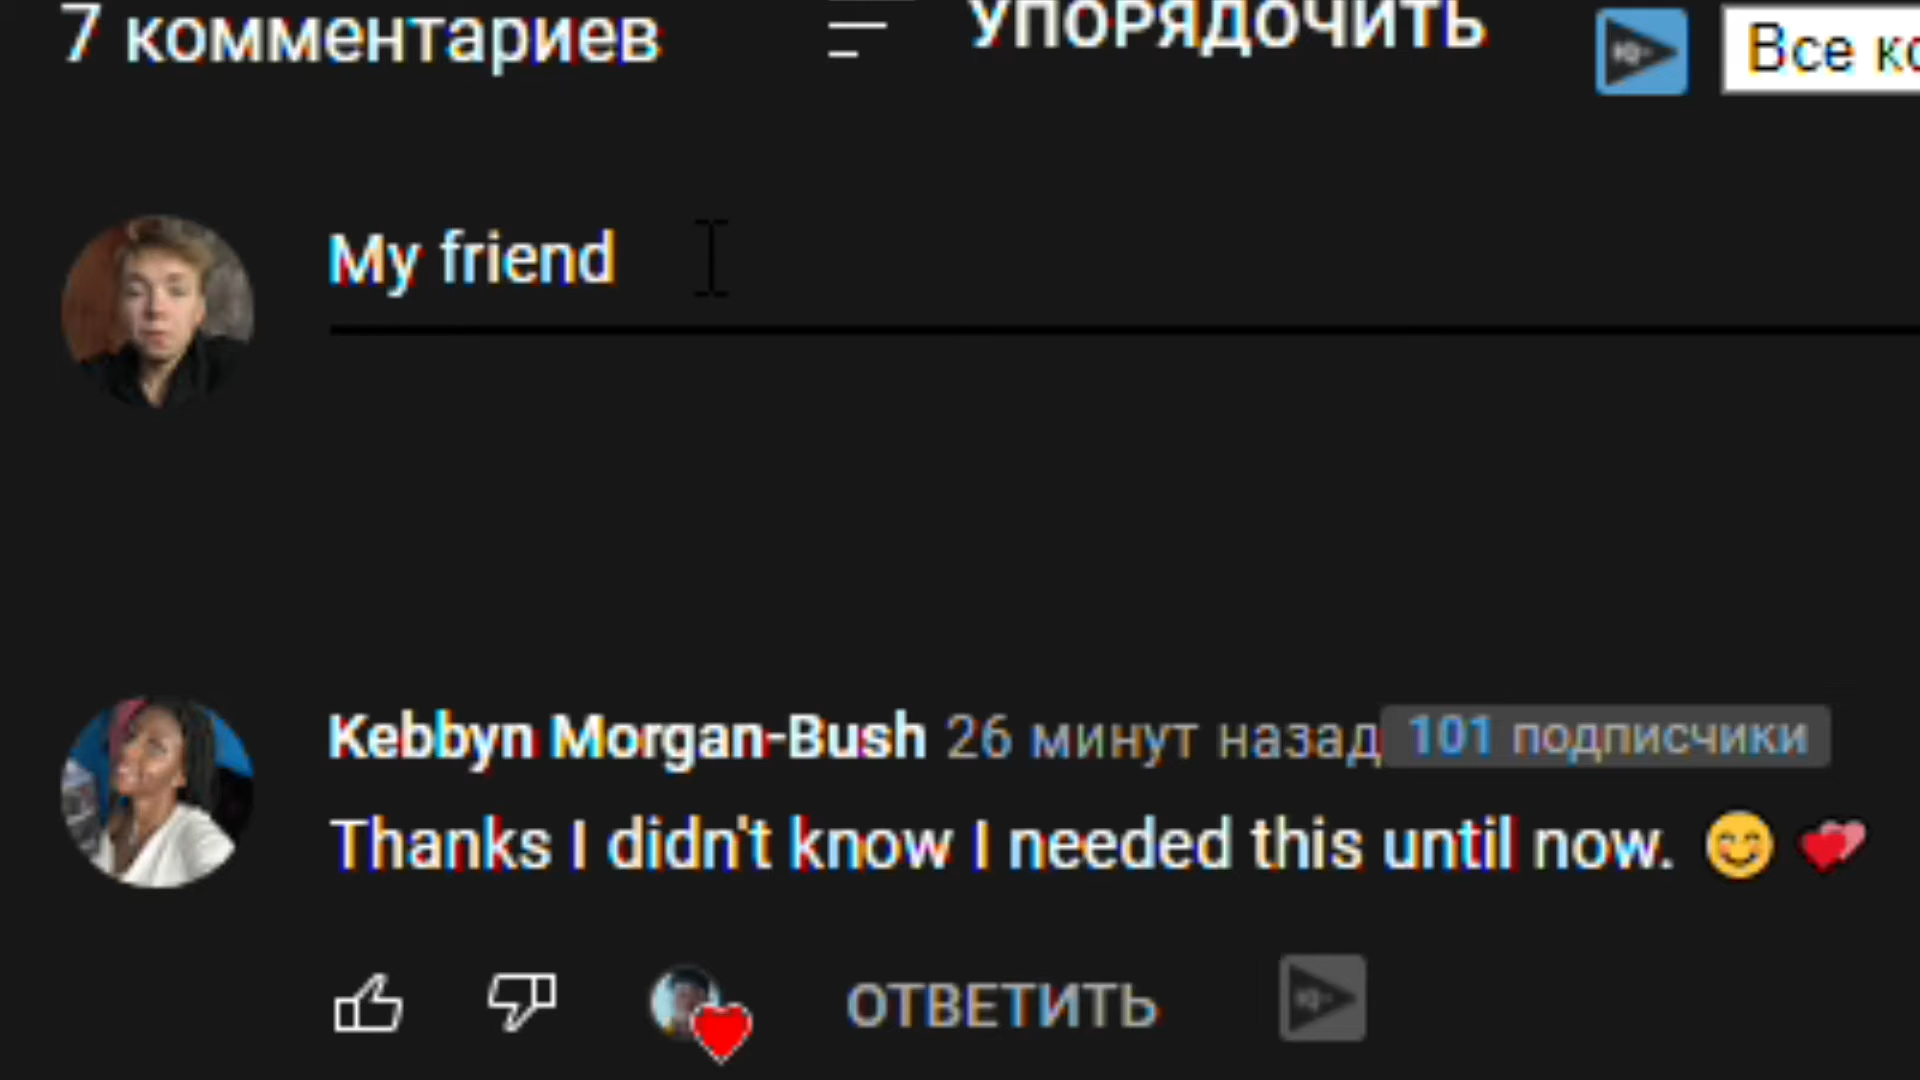 7 комментариев
УПОРЯДОЧИТЬ
Все
My friend
Kebbyn Morgan-Bush 26 минут назад 101 подписчики
Thanks I didn't know I needed this until now. 😊 💕
ОТВЕТИТЬ